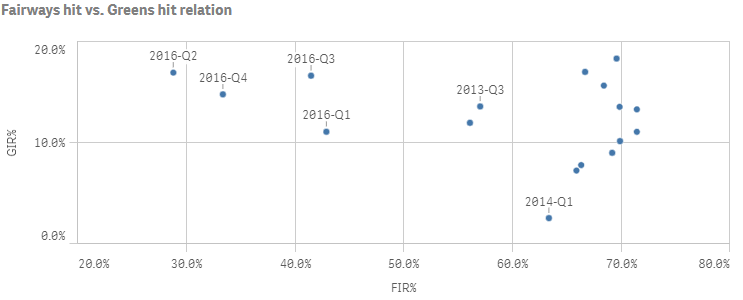 Fairways hit vs. Greens hit relation
20.0%
2016-Q2
2016-Q3
2016-Q4
2013-Q3
2016-Q1
GIR%
10.0%
2014-Q1
0.0%
20.0% 30.0% 40.0% 50.0% 60.0% 70.0% 80.0%
FIR%